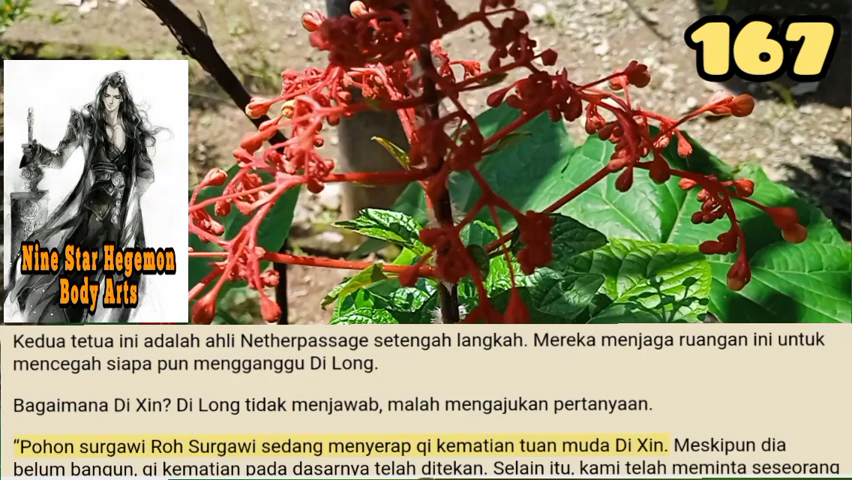 167
Nine Star Hegemon
Body Arts
Kedua tetua ini adalah ahli Netherpassage setengah langkah. Mereka menjaga ruangan ini untuk
mencegah siapa pun mengganggu Di Long.
Bagaimana Di Xin? Di Long tidak menjawab, malah mengajukan pertanyaan.
“Pohon surgawi Roh Surgawi sedang menyerap qi kematian tuan muda Di Xin. Meskipun dia
belum bangun, qi kematian pada dasarnya telah ditekan. Selain itu, kami telah meminta seseorang